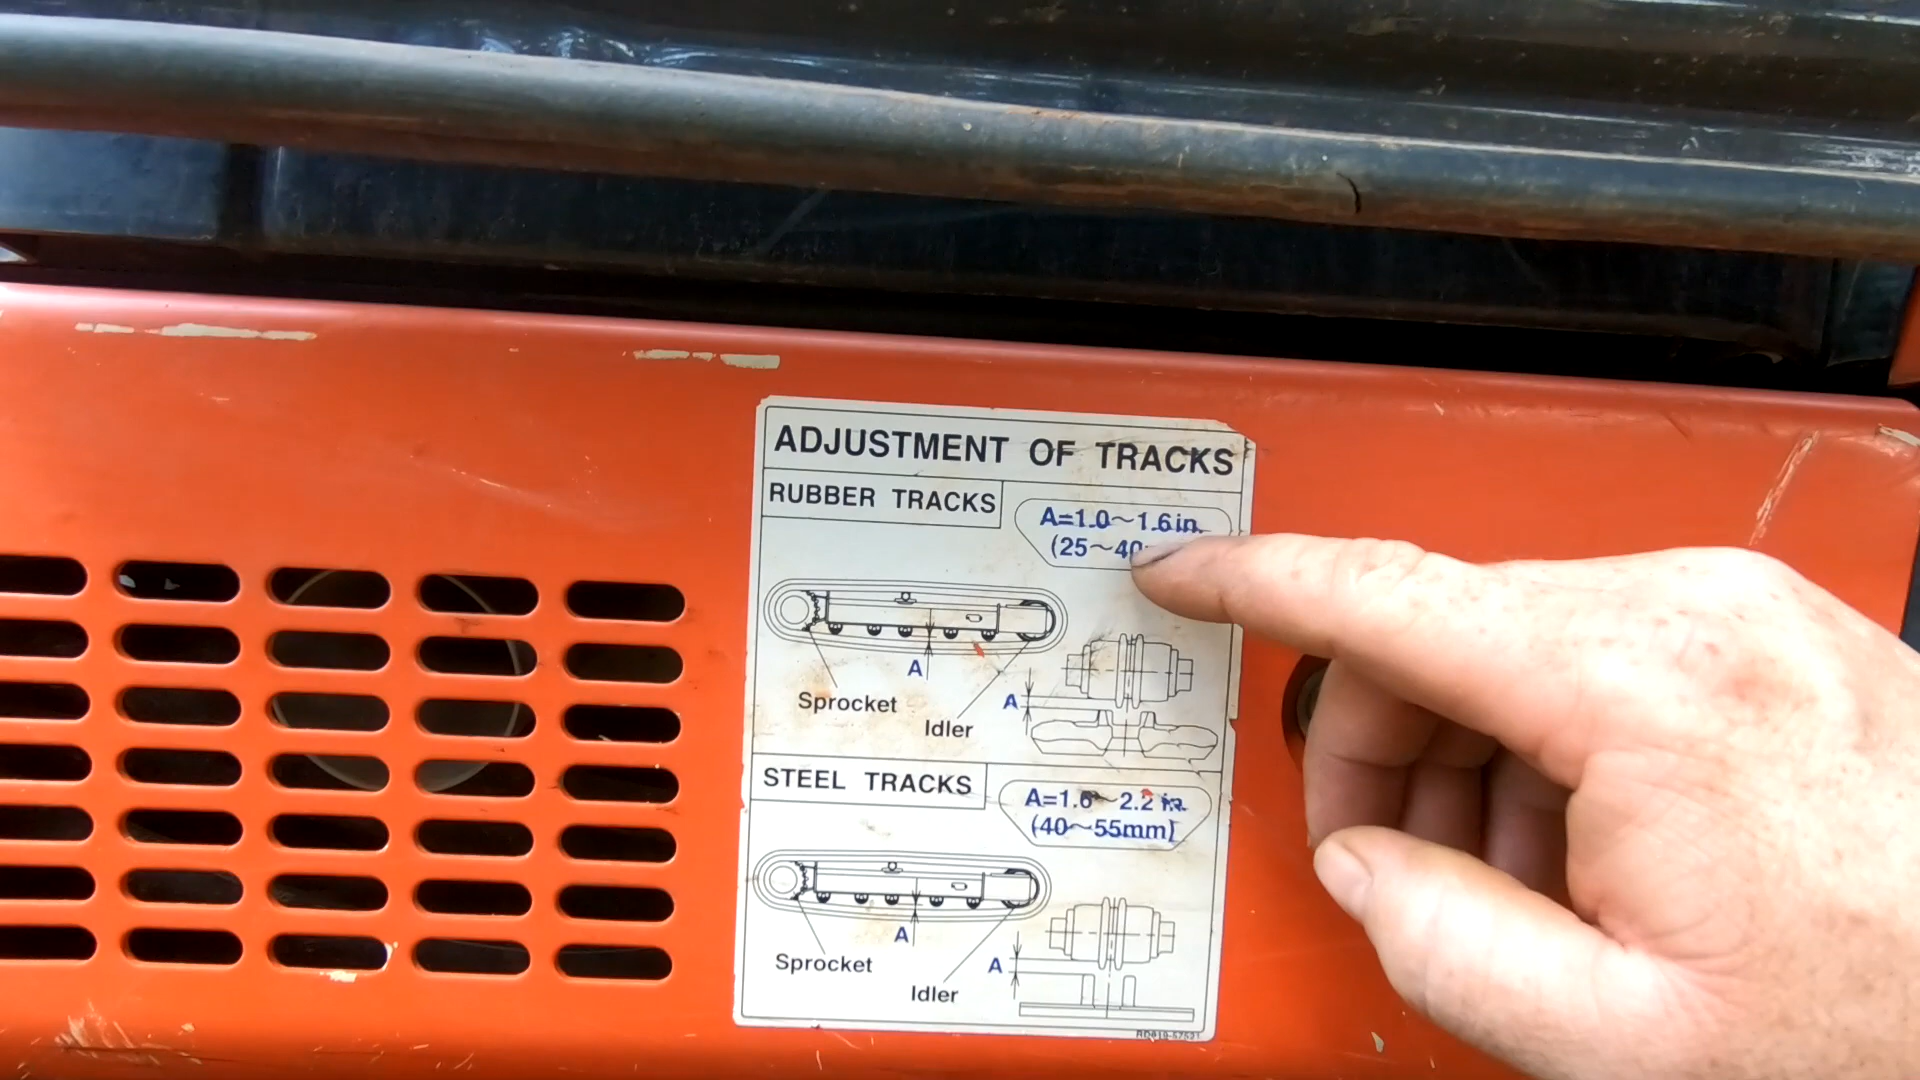 ADJUSTMENT OF TRACKS
RUBBER TRACKS
A=1.0～1.6in.
(25～40
A
Sprocket
Idler
A
STEEL TRACKS
A=1.6～2.2 in.
(40～55mm)
A
Sprocket
Idler
A